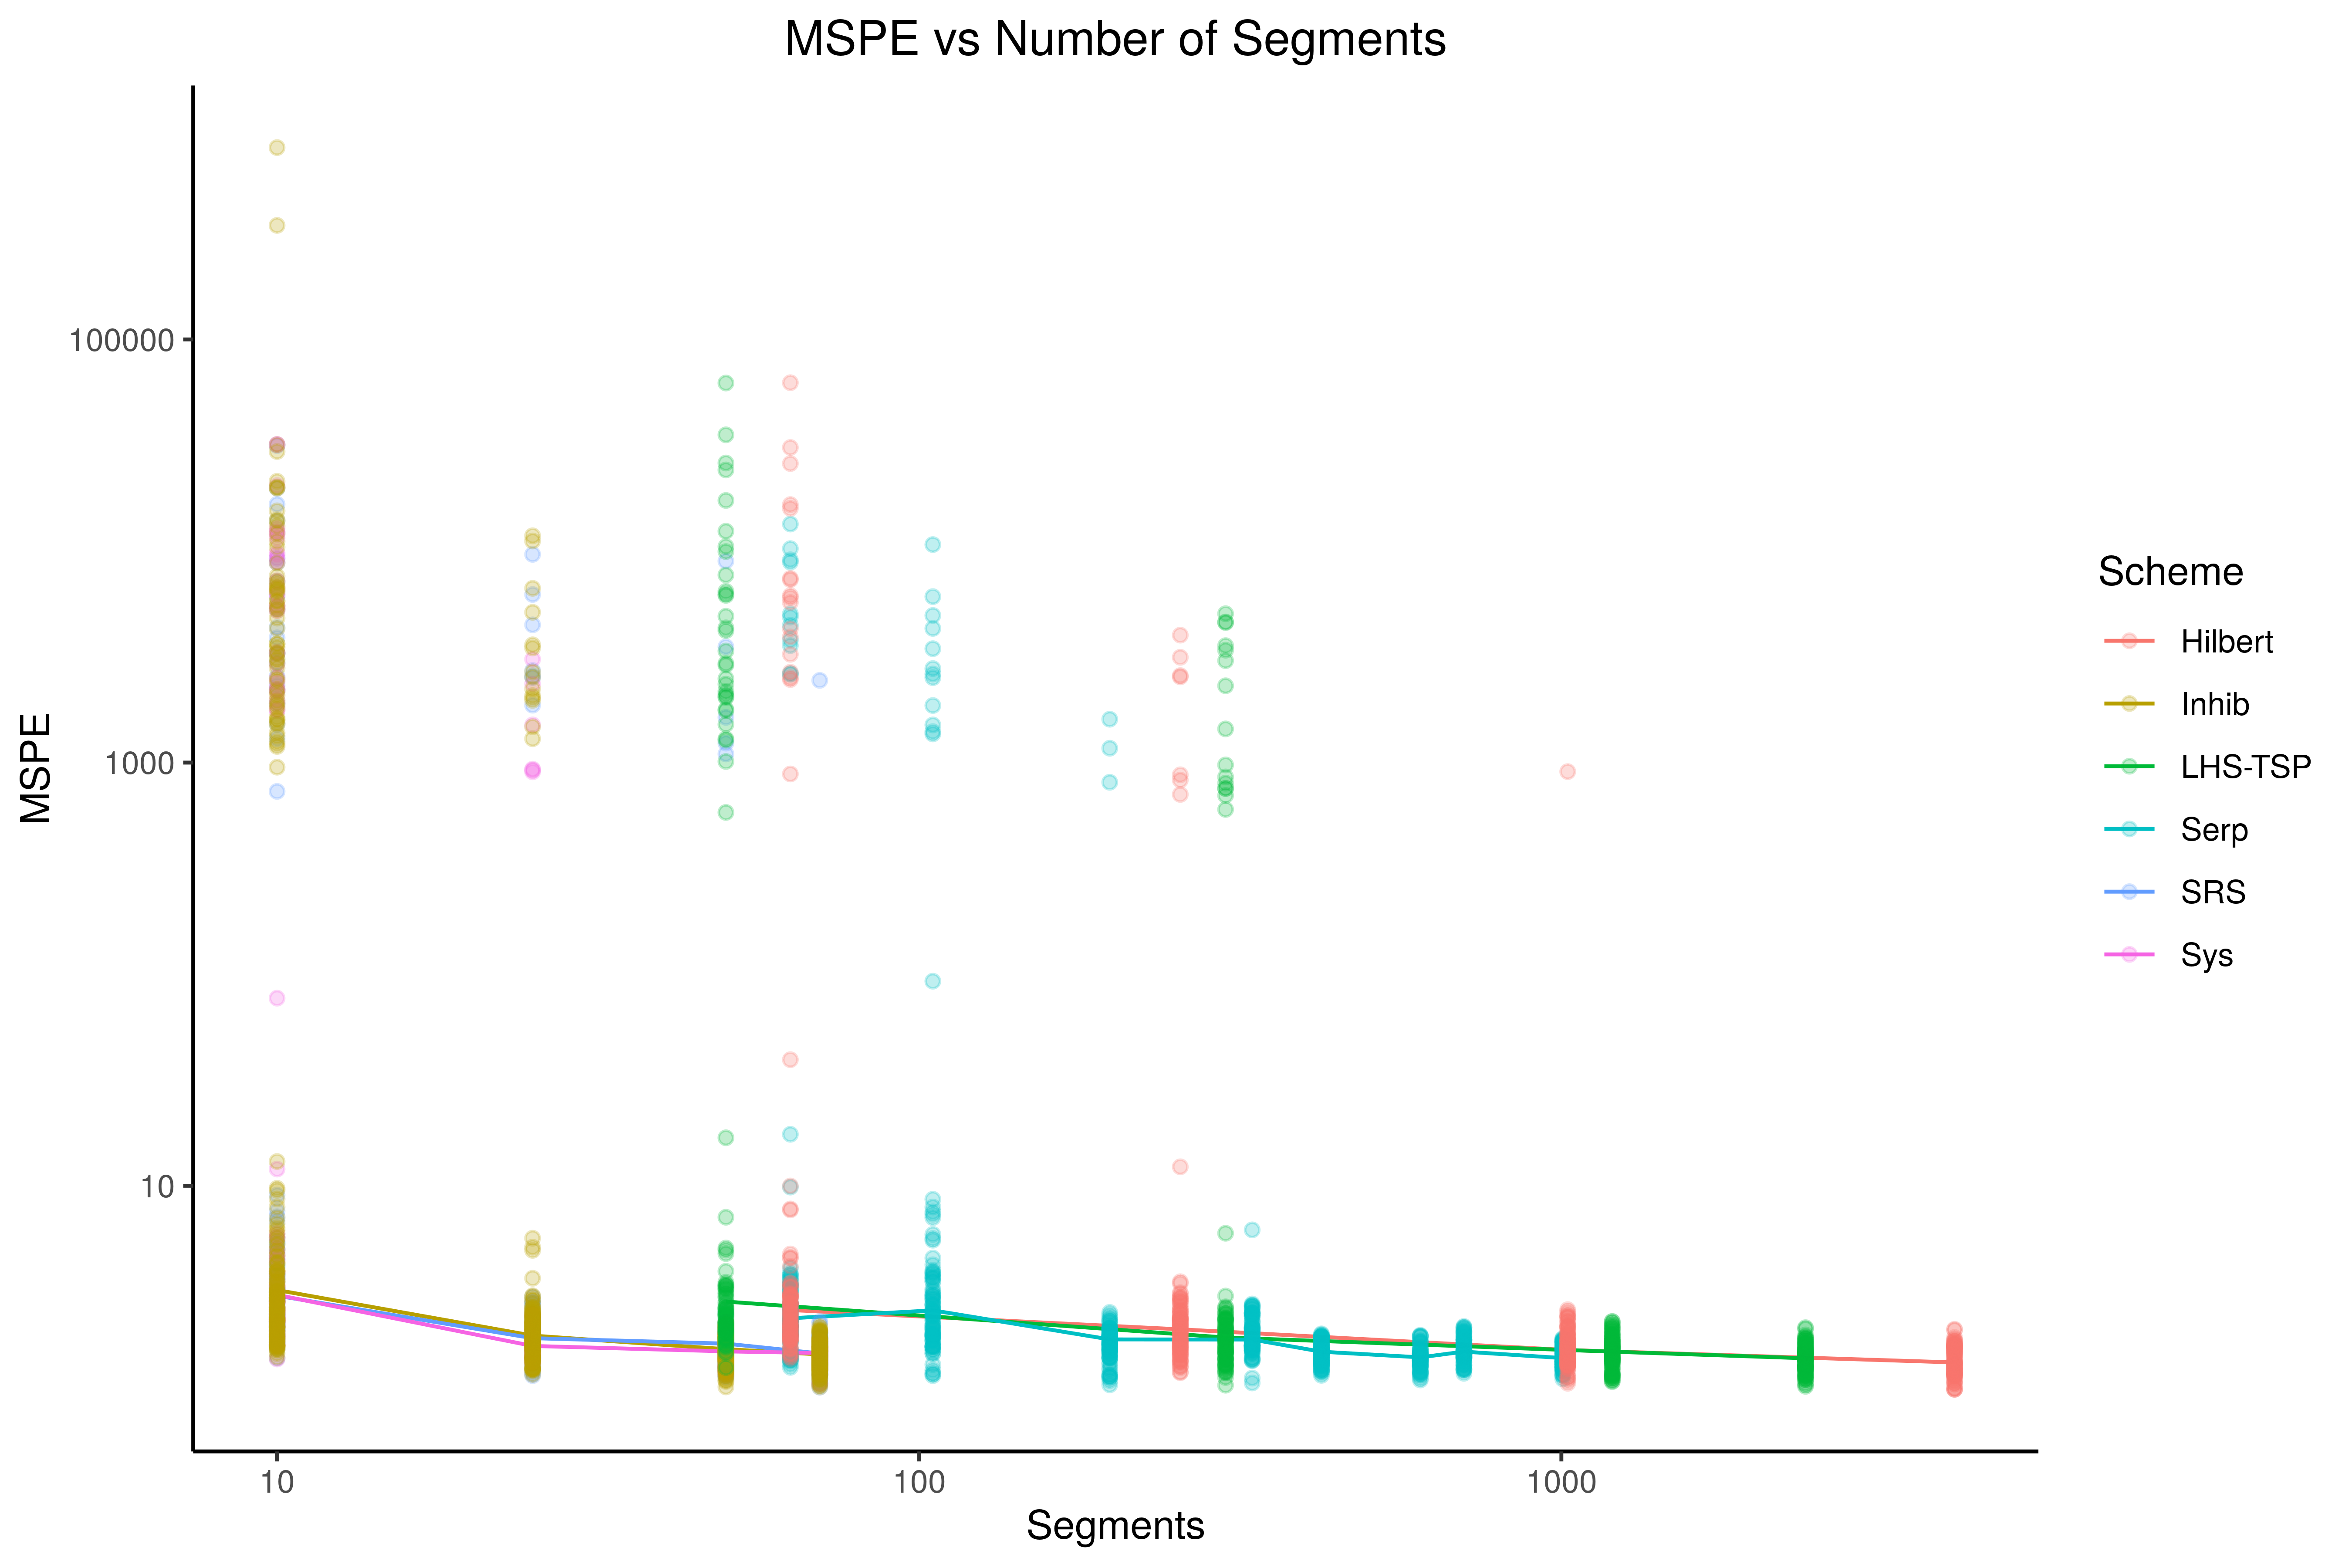 MSPE vs Number of Segments
MSPE
100000
1000
10
10
100
1000
Segments
Scheme
Hilbert
Inhib
LHS-TSP
Serp
SRS
Sys